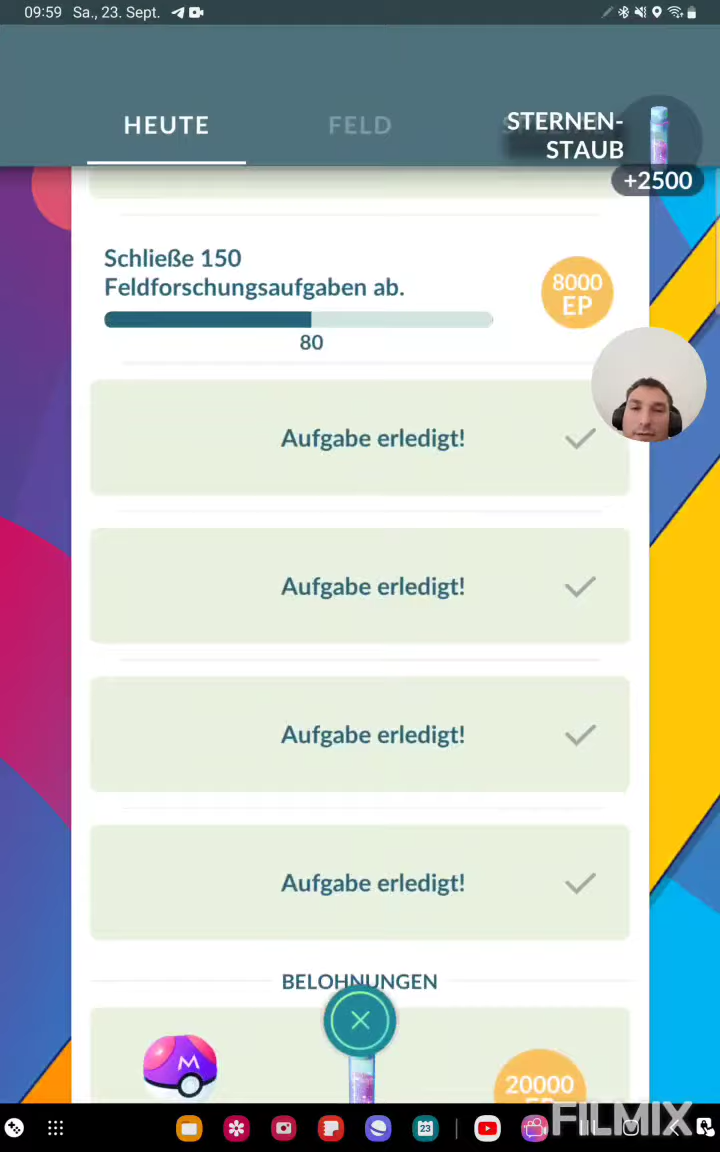 09:59 Sa., 23. Sept.
HEUTE
FELD
STERNEN-
STAUB
+2500
Schließe 150
Feldforschungsaufgaben ab.
8000
EP
80
Aufgabe erledigt!
Aufgabe erledigt!
Aufgabe erledigt!
Aufgabe erledigt!
BELOHNUNGEN
M
20000
23
FILMIX